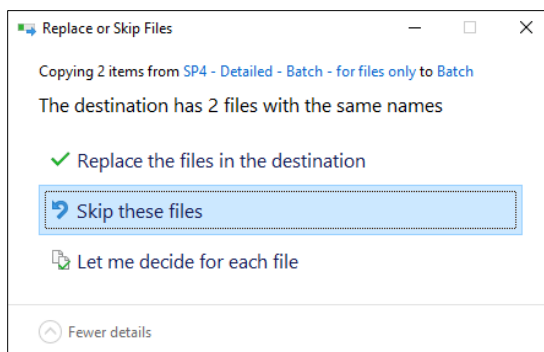 Replace or Skip Files
Copying 2 items from SP4 - Detailed - Batch - for files only to Batch
The destination has 2 files with the same names
Replace the files in the destination
Skip these files
Let me decide for each file
Fewer details